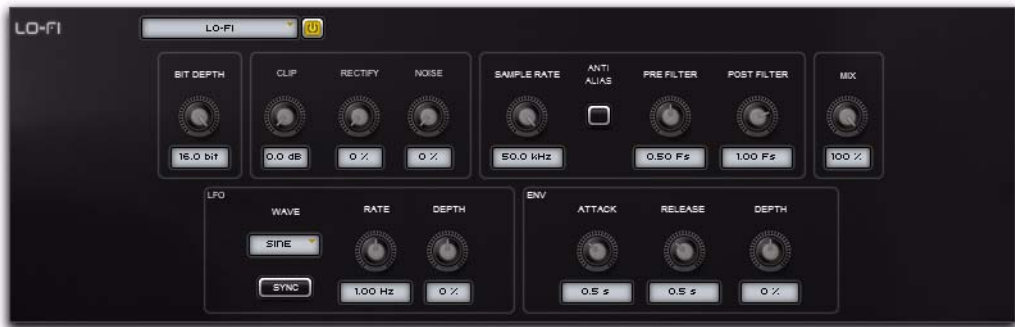 LO-FI
LO-FI
BIT DEPTH
CLIP
RECTIFY
NOISE
SAMPLE RATE
ANTI
ALIAS
PRE FILTER
POST FILTER
MIX
16.0 bit
0.0 dB
0 %
0 %
50.0 kHz
0.50 Fs
1.00 Fs
100 %
LFO
WAVE
RATE
DEPTH
SINE
SYNC
1.00 Hz
0 %
ENV
ATTACK
RELEASE
DEPTH
0.5 s
0.5 s
0 %